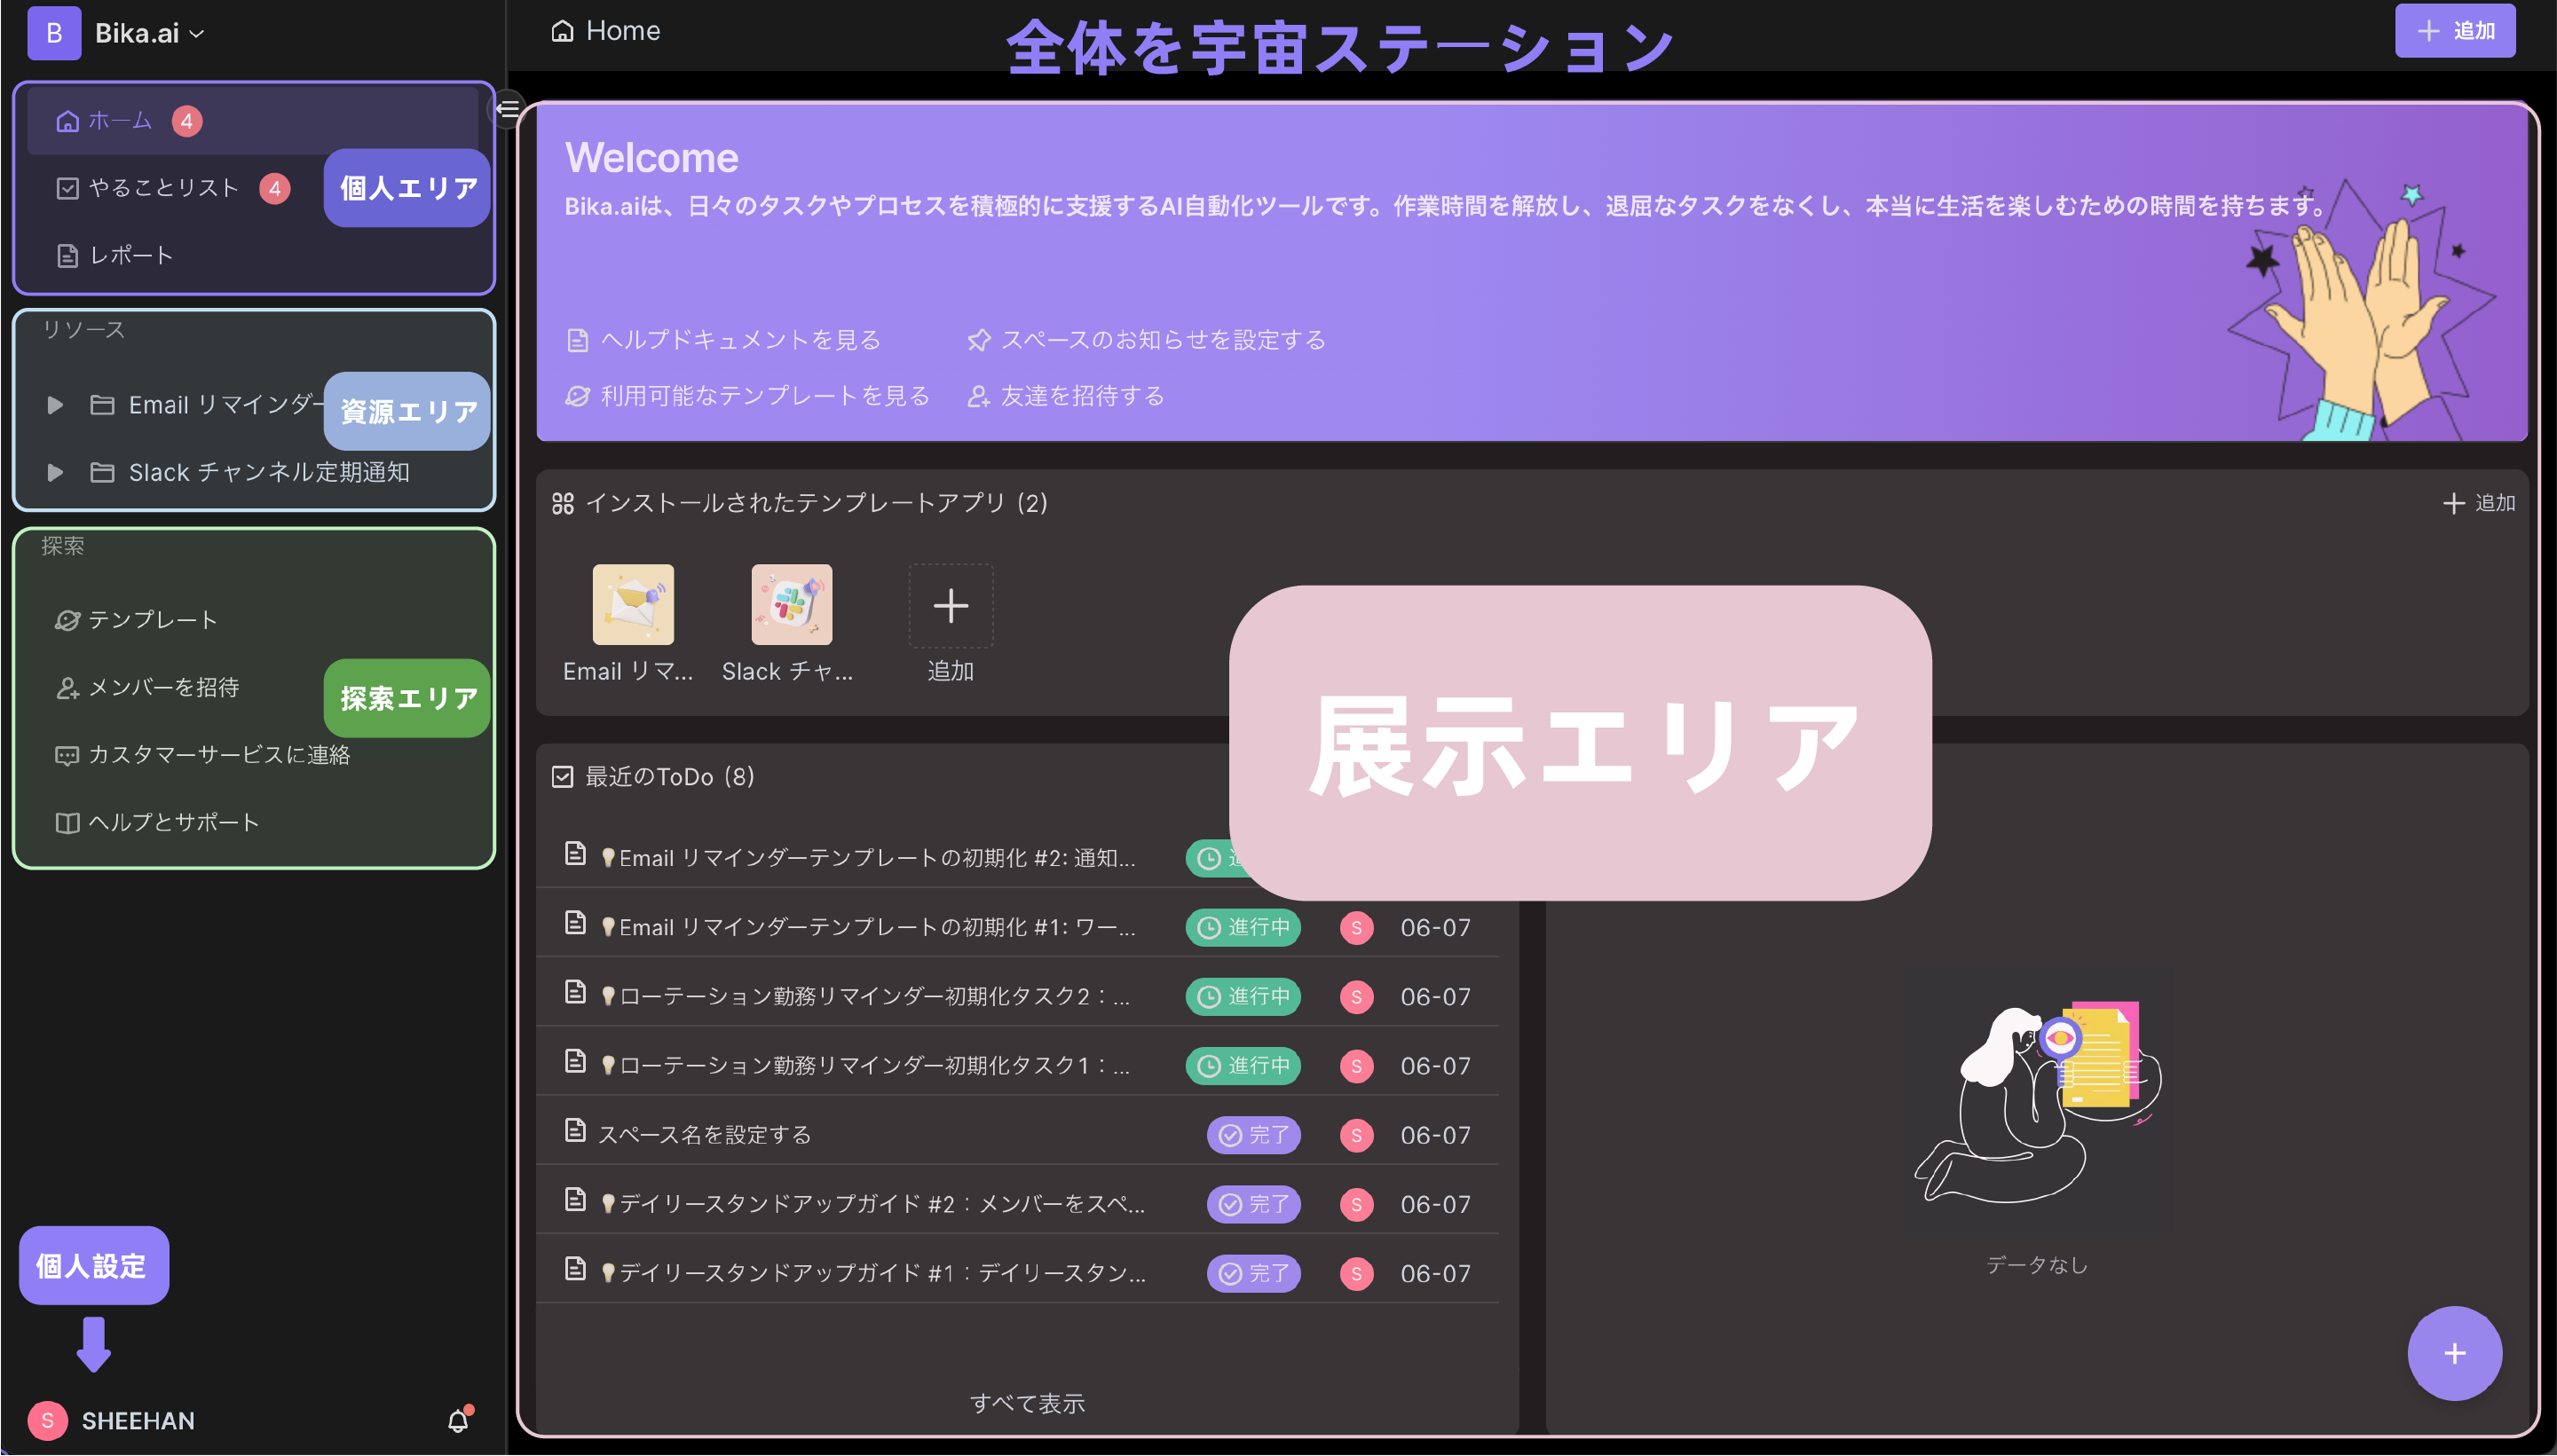 B Bika.ai
ホーム 4
やることリスト 4
個人エリア
レポート
リソース
Email リマインダー
資源エリア
Slack チャンネル定期通知
探索
テンプレート
メンバーを招待
探索エリア
カスタマーサービスに連絡
ヘルプとサポート
個人設定
S SHEEHAN
Home
全体を宇宙ステーション
追加
Welcome
Bika.aiは、日々のタスクやプロセスを積極的に支援するAI自動化ツールです。作業時間を解放し、退屈なタスクをなくし、本当に生活を楽しむための時間を持ちます。
ヘルプドキュメントを見る
スペースのお知らせを設定する
利用可能なテンプレートを見る
友達を招待する
インストールされたテンプレートアプリ (2)
追加
Email リマ...
Slack チャ...
追加
展示エリア
最近のToDo (8)
Email リマインダーテンプレートの初期化 #2: 通知...
Email リマインダーテンプレートの初期化 #1: ワー... 進行中 S 06-07
ローテーション勤務リマインダー初期化タスク2：... 進行中 S 06-07
ローテーション勤務リマインダー初期化タスク1：... 進行中 S 06-07
スペース名を設定する 完了 S 06-07
デイリースタンドアップガイド #2：メンバーをスペ... 完了 S 06-07
デイリースタンドアップガイド #1：デイリースタン... 完了 S 06-07
すべて表示
データなし